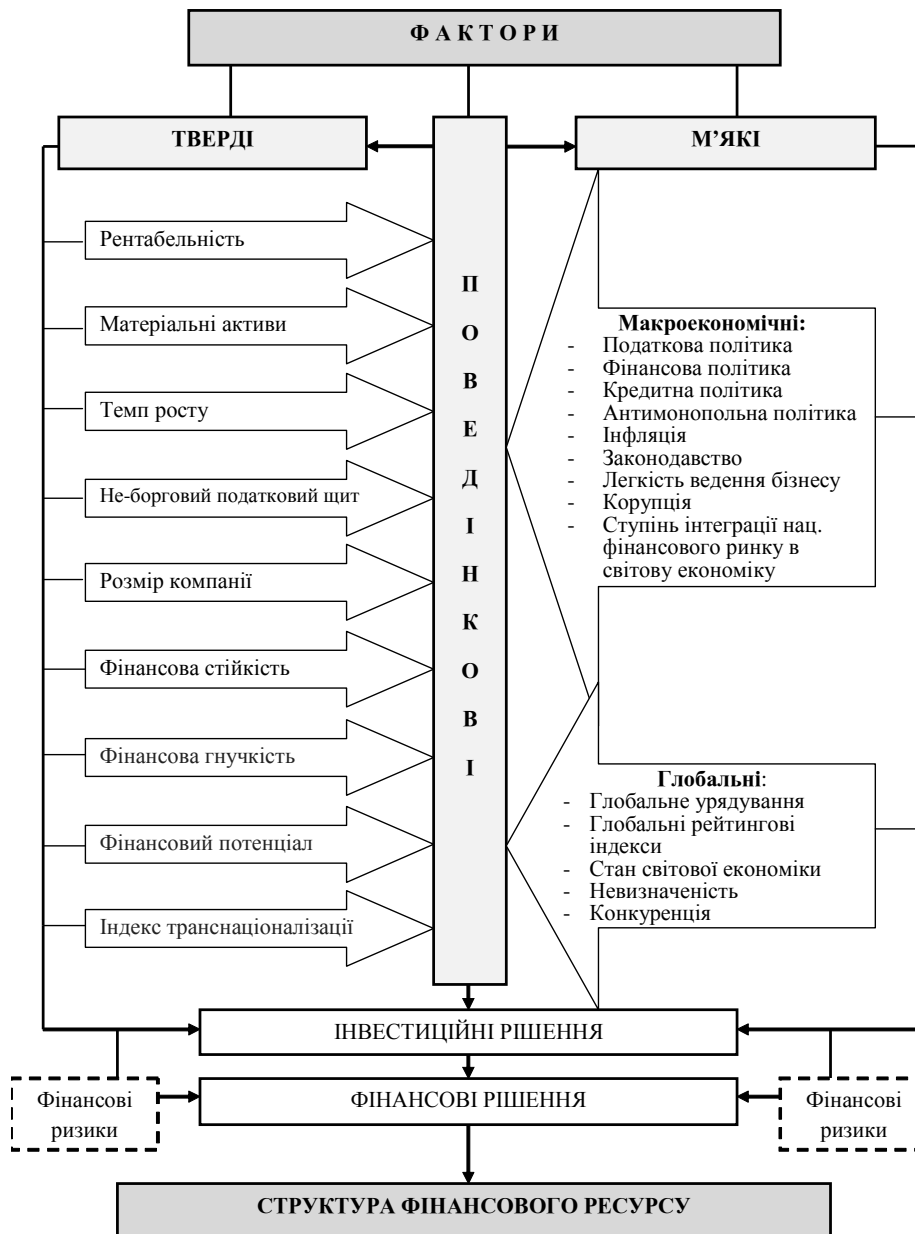 Ф А К Т О Р И
ТВЕРДІ
М’ЯКІ
П
О
В
Е
Д
І
Н
К
О
В
І
Рентабельність
Матеріальні активи
Темп росту
Не-борговий податковий щит
Розмір компанії
Фінансова стійкість
Фінансова гнучкість
Фінансовий потенціал
Індекс транснаціоналізації
Макроекономічні:
- Податкова політика
- Фінансова політика
- Кредитна політика
- Антимонопольна політика
- Інфляція
- Законодавство
- Легкість ведення бізнесу
- Корупція
- Ступінь інтеграції нац.
фінансового ринку в
світову економіку
Глобальні:
- Глобальне урядування
- Глобальні рейтингові
індекси
- Стан світової економіки
- Невизначеність
- Конкуренція
ІНВЕСТИЦІЙНІ РІШЕННЯ
Фінансові
ризики
ФІНАНСОВІ РІШЕННЯ
Фінансові
ризики
СТРУКТУРА ФІНАНСОВОГО РЕСУРСУ